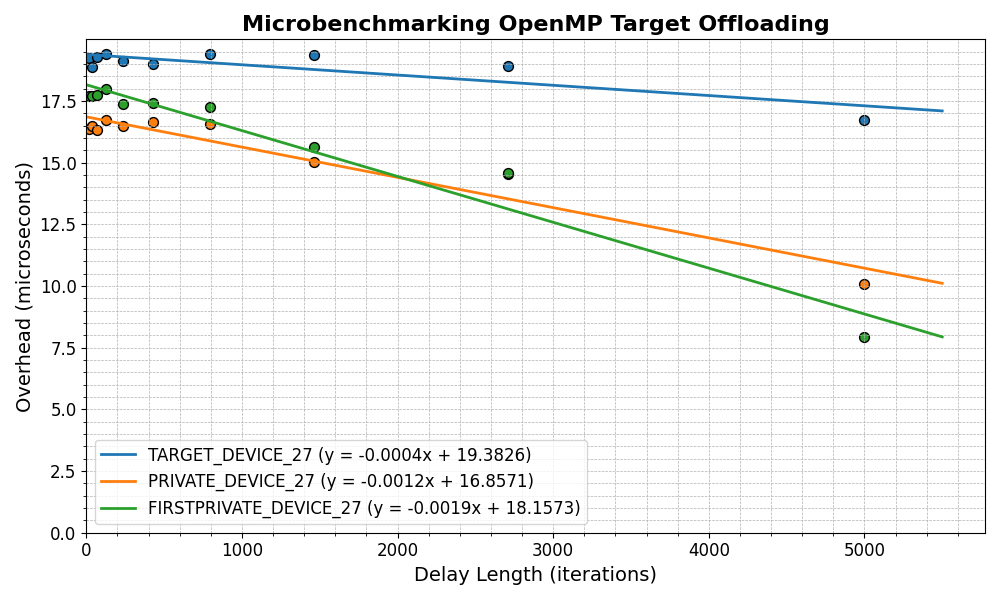 Microbenchmarking OpenMP Target Offloading
Overhead (microseconds)
17.5
15.0
12.5
10.0
7.5
5.0
2.5
0.0
TARGET_DEVICE_27 (y = -0.0004x + 19.3826)
PRIVATE_DEVICE_27 (y = -0.0012x + 16.8571)
FIRSTPRIVATE_DEVICE_27 (y = -0.0019x + 18.1573)
0 1000 2000 3000 4000 5000
Delay Length (iterations)